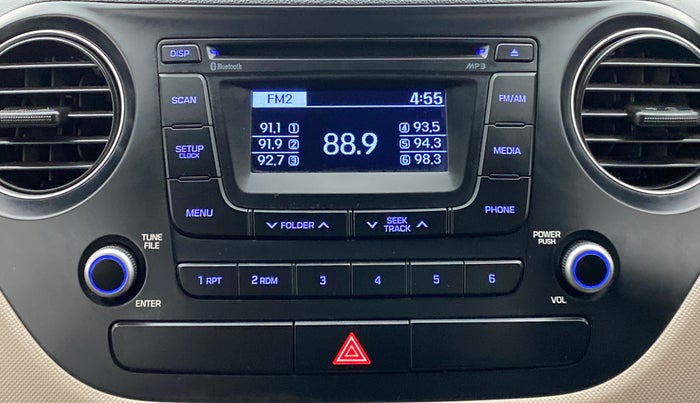 DISP
Bluetooth
MP3
SCAN
FM2 4:55
FM/AM
91.1 1
4 93.5
SETUP
CLOCK
91.9 2
88.9
5 94.3
MEDIA
92.7 3
6 98.3
MENU
FOLDER
SEEK
TRACK
PHONE
TUNE
FILE
POWER
PUSH
1 RPT
2 RDM
3
4
5
6
ENTER
VOL